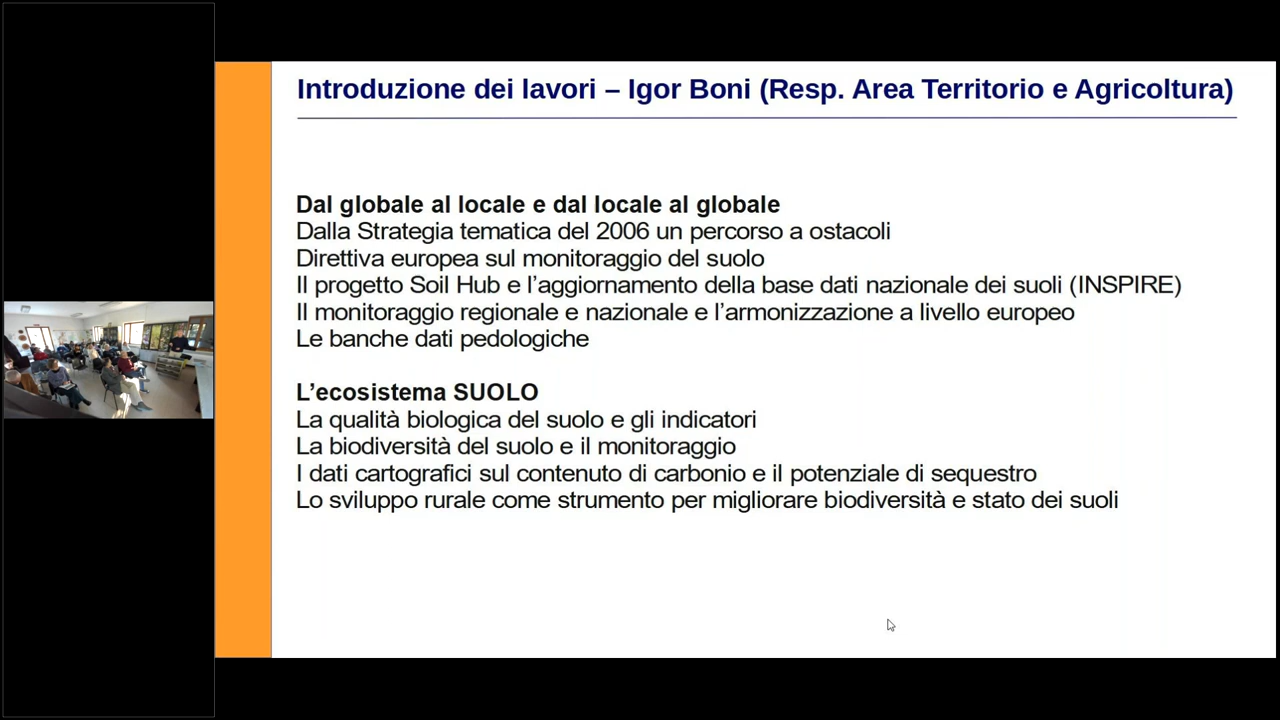 Introduzione dei lavori – Igor Boni (Resp. Area Territorio e Agricoltura)
Dal globale al locale e dal locale al globale
Dalla Strategia tematica del 2006 un percorso a ostacoli
Direttiva europea sul monitoraggio del suolo
Il progetto Soil Hub e l’aggiornamento della base dati nazionale dei suoli (INSPIRE)
Il monitoraggio regionale e nazionale e l’armonizzazione a livello europeo
Le banche dati pedologiche
L’ecosistema SUOLO
La qualità biologica del suolo e gli indicatori
La biodiversità del suolo e il monitoraggio
I dati cartografici sul contenuto di carbonio e il potenziale di sequestro
Lo sviluppo rurale come strumento per migliorare biodiversità e stato dei suoli